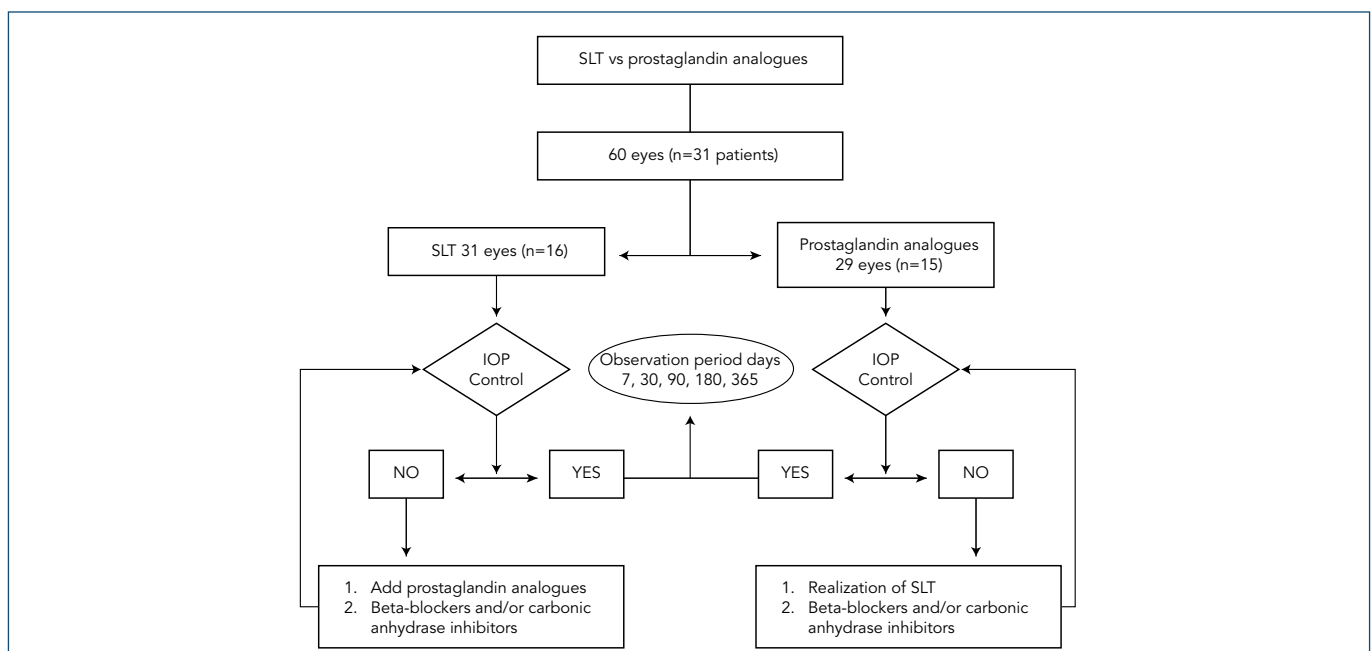 SLT vs prostaglandin analogues
60 eyes (n=31 patients)
SLT 31 eyes (n=16)
Prostaglandin analogues
29 eyes (n=15)
IOP
Control
Observation period days
7, 30, 90, 180, 365
IOP
Control
NO
YES
YES
NO
1. Add prostaglandin analogues
2. Beta-blockers and/or carbonic
anhydrase inhibitors
1. Realization of SLT
2. Beta-blockers and/or carbonic
anhydrase inhibitors